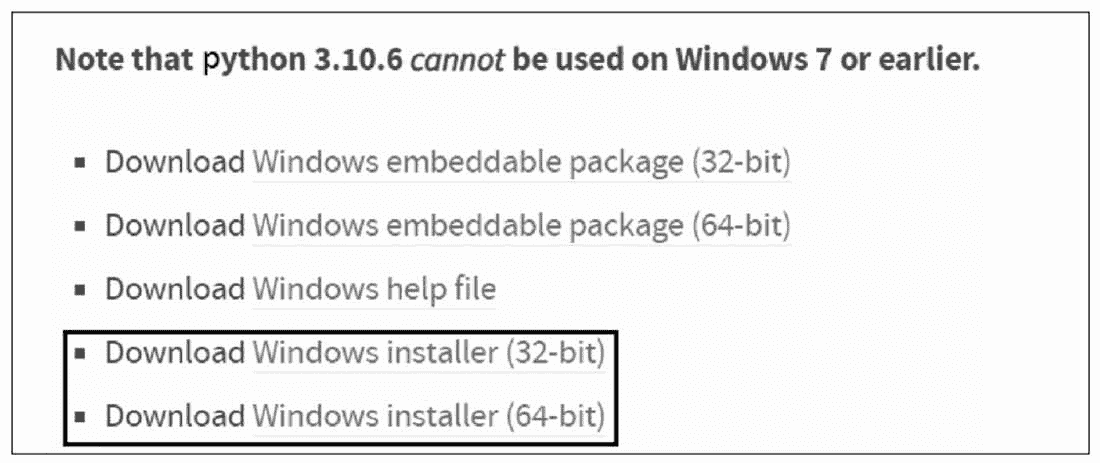 Note that python 3.10.6 cannot be used on Windows 7 or earlier.
▪ Download Windows embeddable package (32-bit)
▪ Download Windows embeddable package (64-bit)
▪ Download Windows help file
▪ Download Windows installer (32-bit)
▪ Download Windows installer (64-bit)